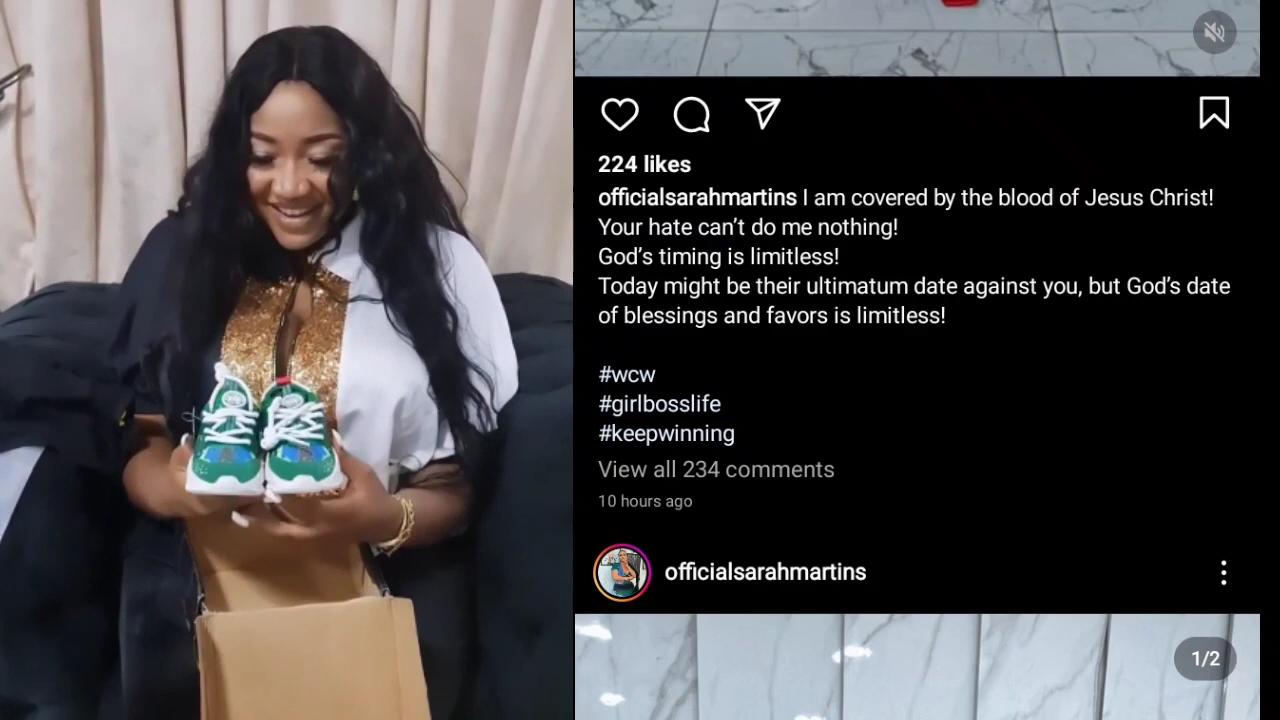 224 likes
officialsarahmartins I am covered by the blood of Jesus Christ!
Your hate can’t do me nothing!
God’s timing is limitless!
Today might be their ultimatum date against you, but God’s date
of blessings and favors is limitless!
#wcw
#girlbosslife
#keepwinning
View all 234 comments
10 hours ago
officialsarahmartins
1/2